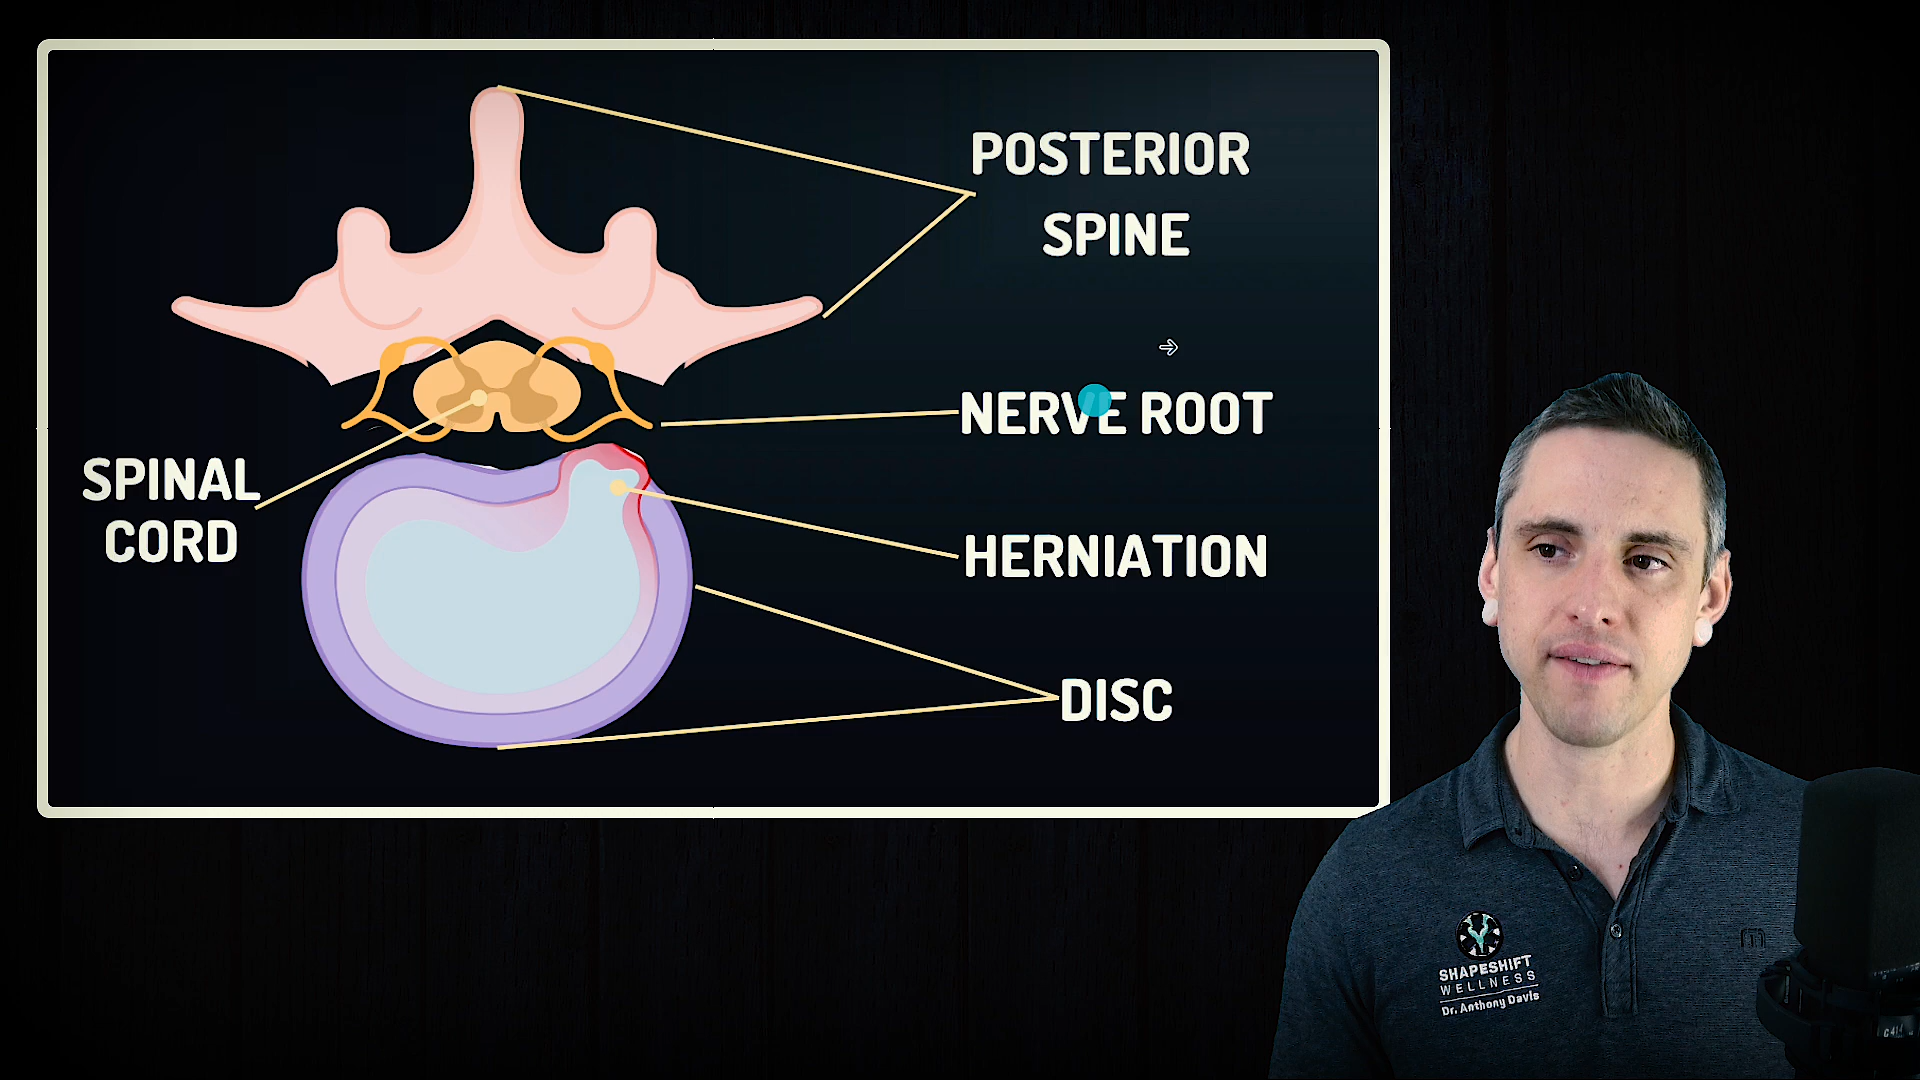 POSTERIOR
SPINE
NERVE ROOT
SPINAL
CORD
HERNIATION
DISC
SHAPESHIFT
WELLNESS
Dr. Anthony Davis